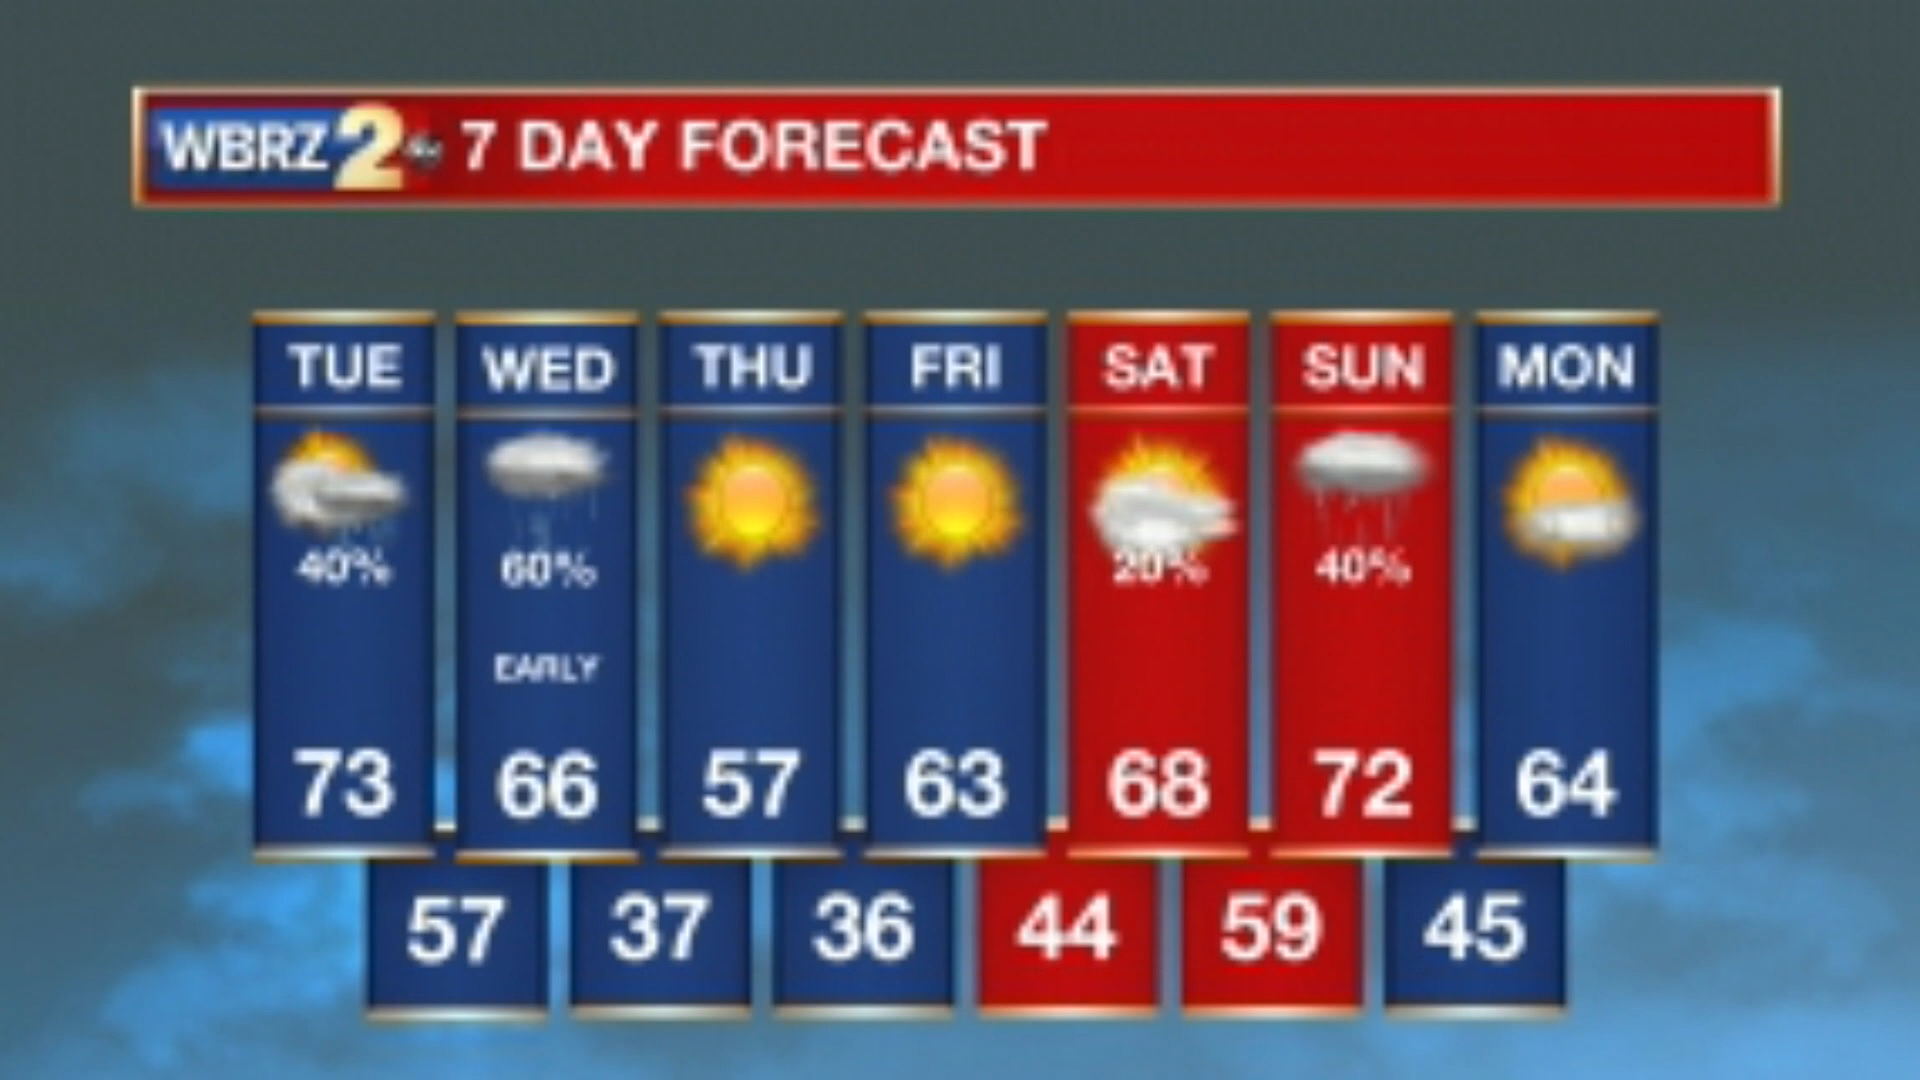 WBRZ 2 abc 7 DAY FORECAST
TUE WED THU FRI SAT SUN MON
40% 60% 20% 40%
EARLY
73 66 57 63 68 72 64
57 37 36 44 59 45